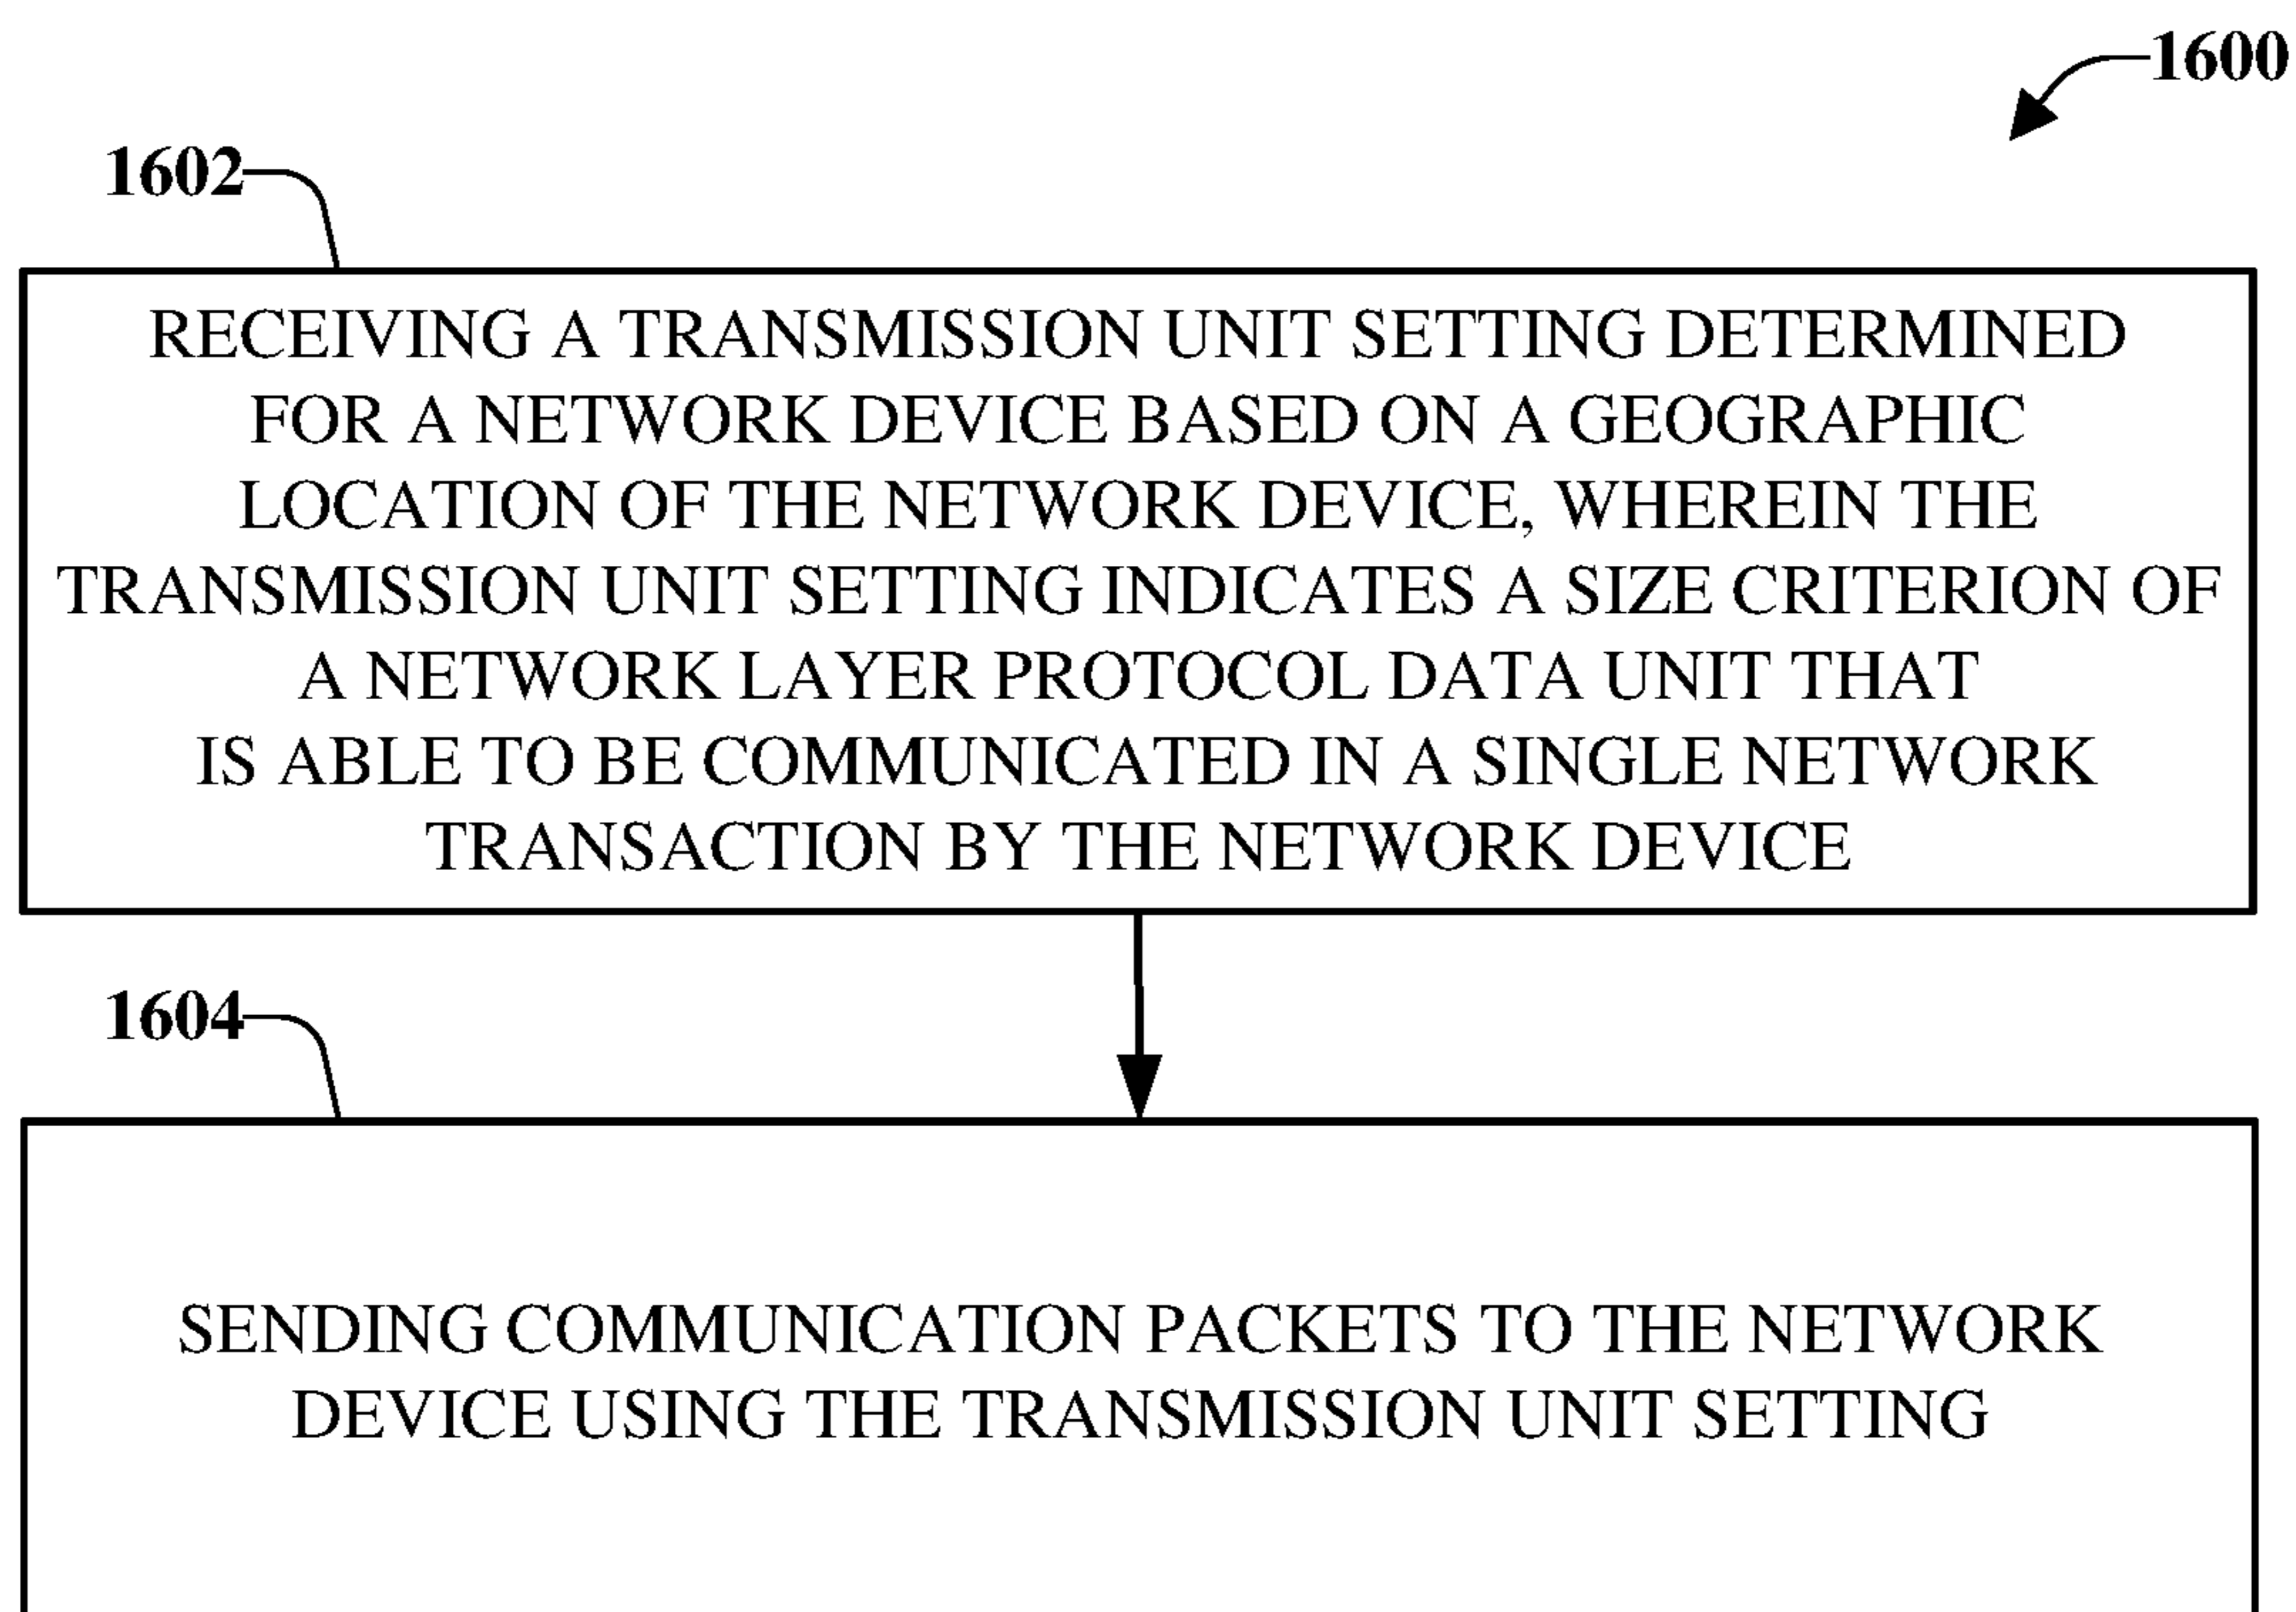 1600
1602
RECEIVING A TRANSMISSION UNIT SETTING DETERMINED
FOR A NETWORK DEVICE BASED ON A GEOGRAPHIC
LOCATION OF THE NETWORK DEVICE, WHEREIN THE
TRANSMISSION UNIT SETTING INDICATES A SIZE CRITERION OF
A NETWORK LAYER PROTOCOL DATA UNIT THAT
IS ABLE TO BE COMMUNICATED IN A SINGLE NETWORK
TRANSACTION BY THE NETWORK DEVICE
1604
SENDING COMMUNICATION PACKETS TO THE NETWORK
DEVICE USING THE TRANSMISSION UNIT SETTING